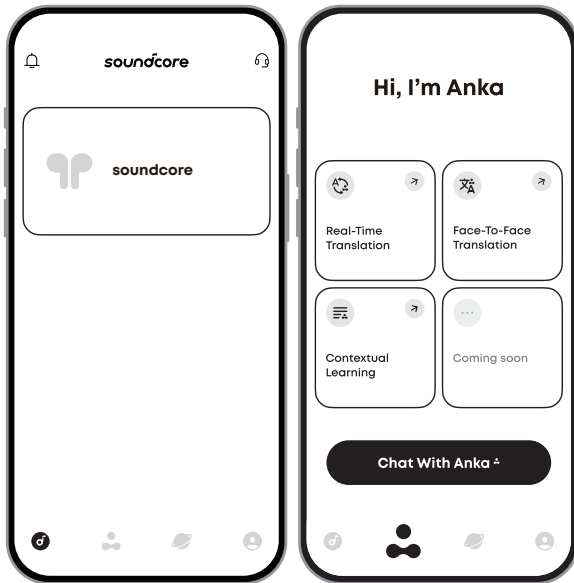 soundcore
soundcore
Hi, I'm Anka
Real-Time
Translation
Face-To-Face
Translation
Contextual
Learning
Coming soon
Chat With Anka